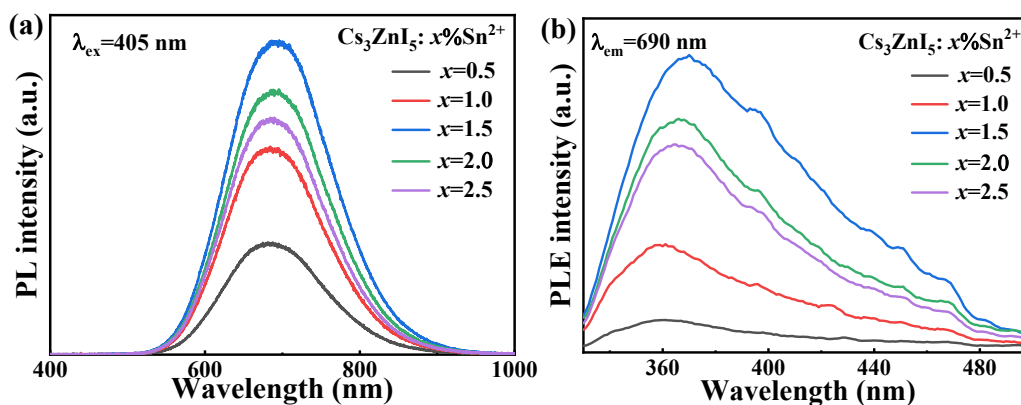 (a)
λex=405 nm
Cs₃ZnI₅: x%Sn²⁺
x=0.5
x=1.0
x=1.5
x=2.0
x=2.5
PL intensity (a.u.)
400 600 800 1000
Wavelength (nm)
(b)
λem=690 nm
Cs₃ZnI₅: x%Sn²⁺
x=0.5
x=1.0
x=1.5
x=2.0
x=2.5
PLE intensity (a.u.)
360 400 440 480
Wavelength (nm)